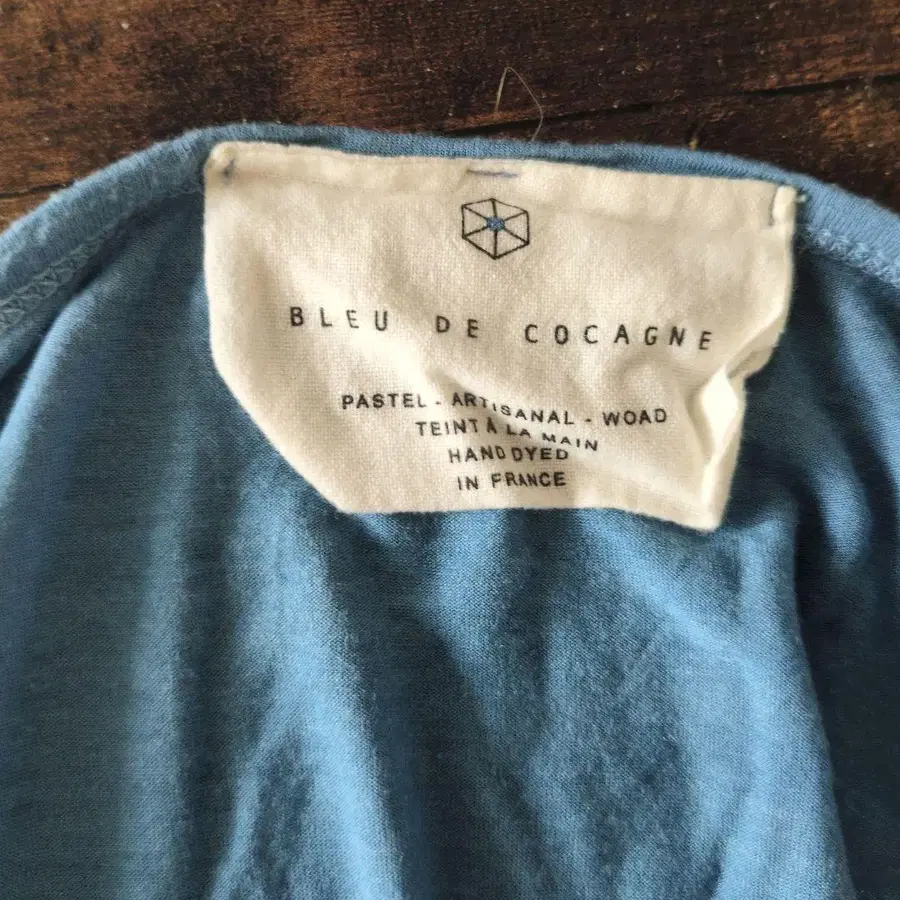 BLEU DE COCAGNE
PASTEL - ARTISANAL - WOAD
TEINT À LA MAIN
HAND DYED
IN FRANCE